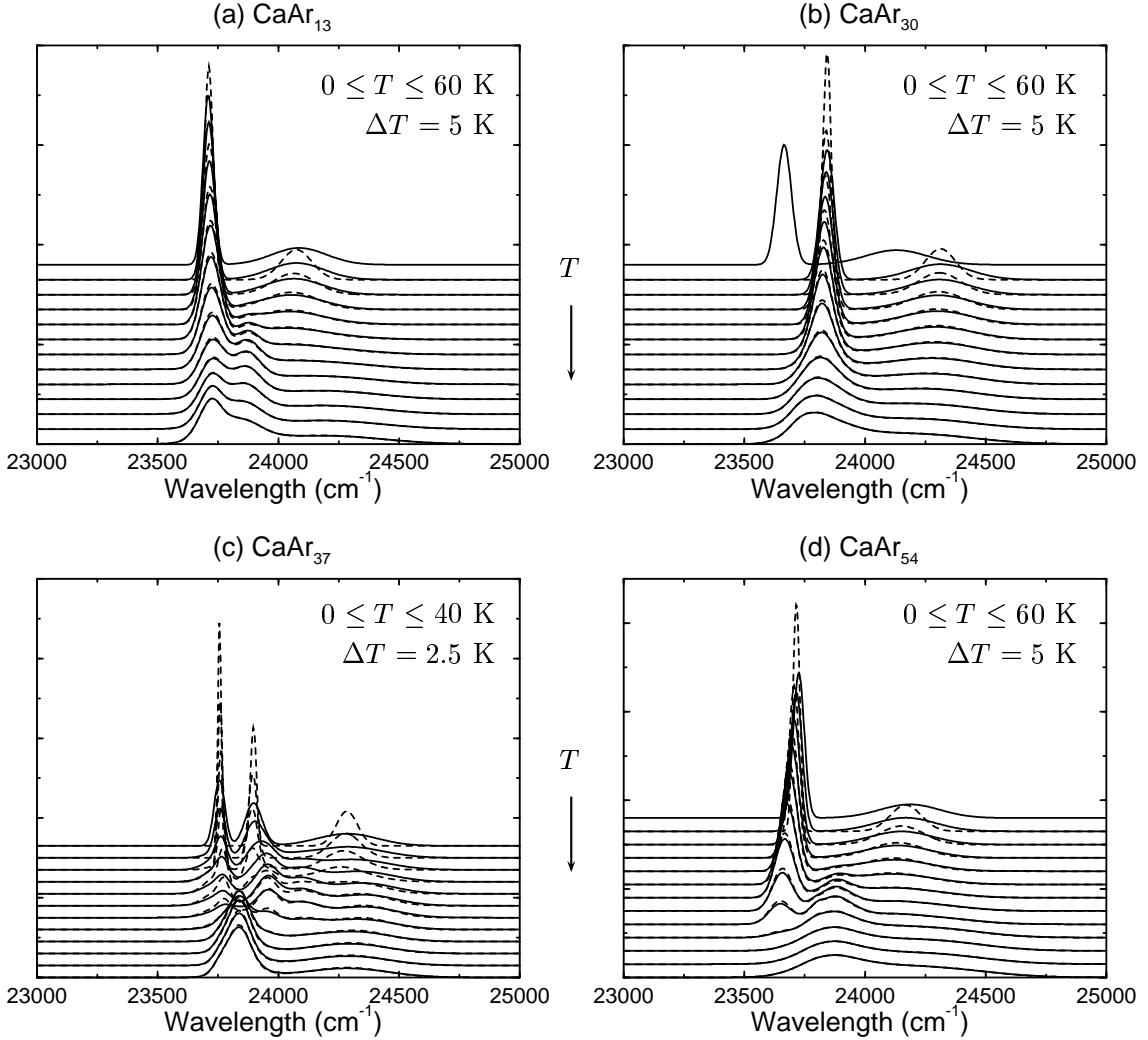 (a) CaAr₁₃
0 ≤ T ≤ 60 K
ΔT = 5 K
23000 23500 24000 24500 25000
Wavelength (cm⁻¹)
(b) CaAr₃₀
0 ≤ T ≤ 60 K
ΔT = 5 K
T
23000 23500 24000 24500 25000
Wavelength (cm⁻¹)
(c) CaAr₃₇
0 ≤ T ≤ 40 K
ΔT = 2.5 K
23000 23500 24000 24500 25000
Wavelength (cm⁻¹)
(d) CaAr₅₄
0 ≤ T ≤ 60 K
ΔT = 5 K
T
23000 23500 24000 24500 25000
Wavelength (cm⁻¹)